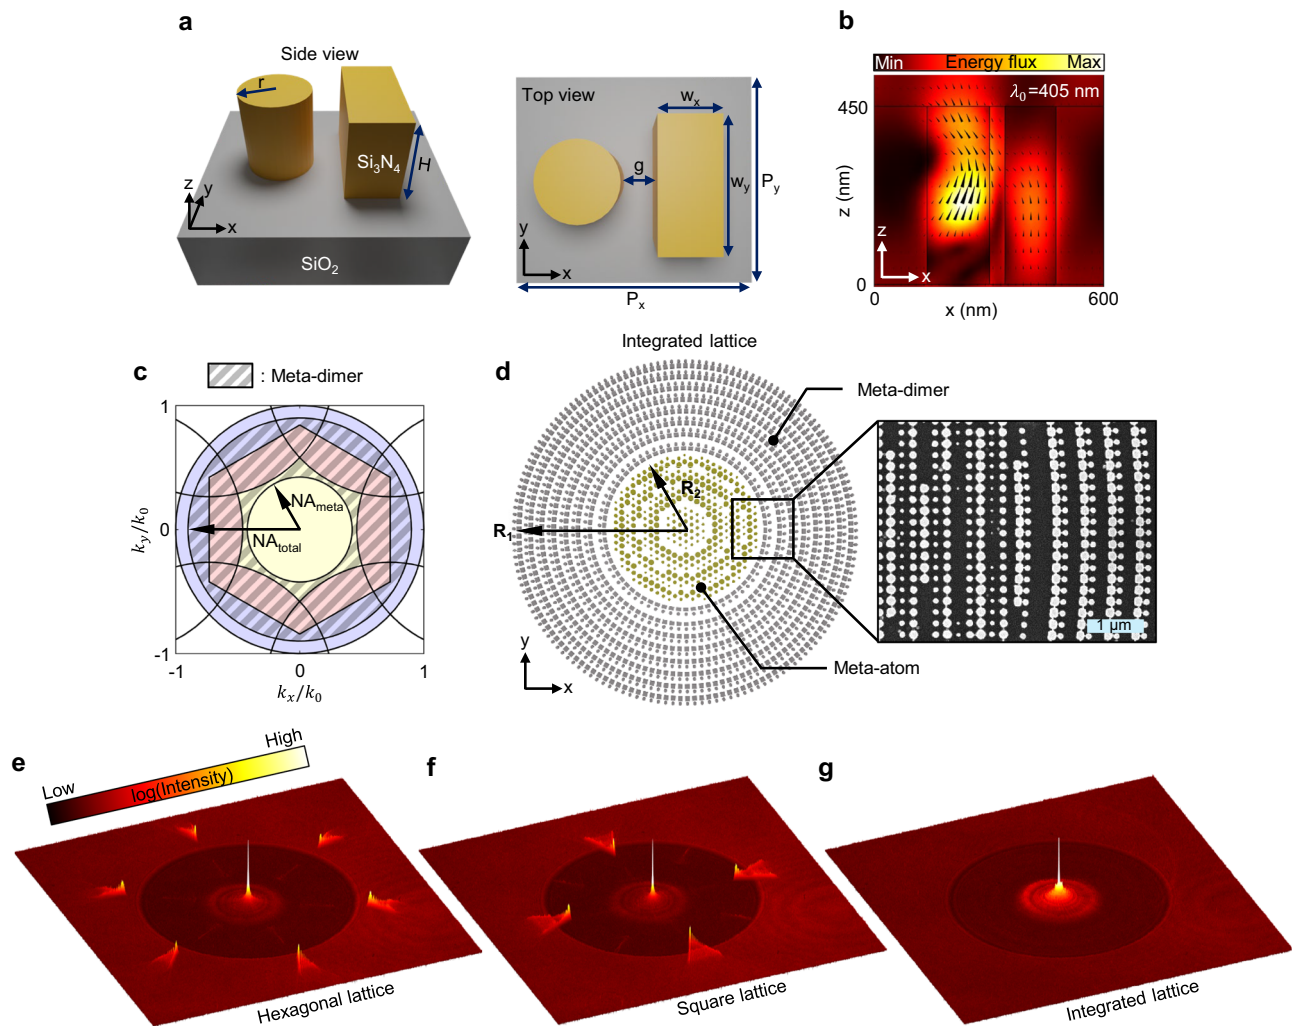 a
Side view
r
Si3N4
H
z
y
x
SiO2
Top view
wx
g
wy
Py
y
x
Px
b
Min
Energy flux
Max
λ0=405 nm
450
z (nm)
z
x
0
0
600
x (nm)
c
: Meta-dimer
1
ky/k0
0
-1
NAmeta
NAtotal
-1
0
1
kx/k0
d
Integrated lattice
Meta-dimer
R2
R1
1 µm
y
x
Meta-atom
e
High
Low
log(Intensity)
Hexagonal lattice
f
Square lattice
g
Integrated lattice